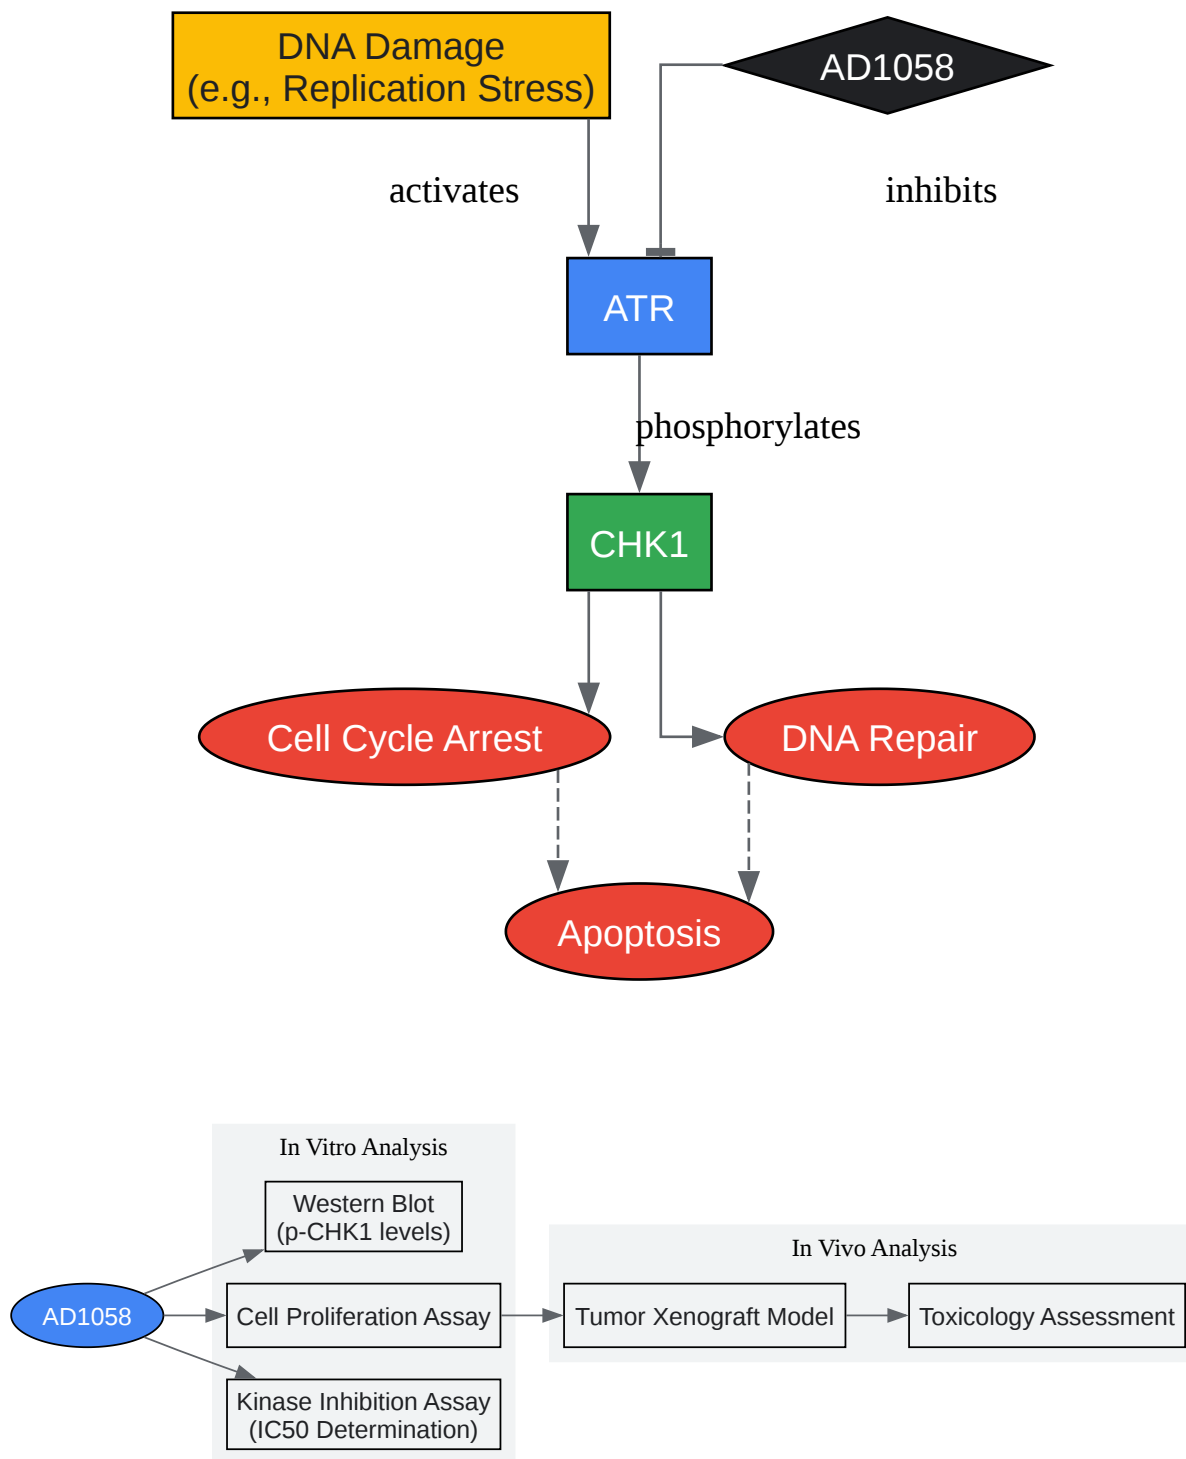 DNA Damage
(e.g., Replication Stress)
AD1058
activates
inhibits
ATR
phosphorylates
CHK1
Cell Cycle Arrest
DNA Repair
Apoptosis
In Vitro Analysis
Western Blot
(p-CHK1 levels)
In Vivo Analysis
AD1058
Cell Proliferation Assay
Tumor Xenograft Model
Toxicology Assessment
Kinase Inhibition Assay
(IC50 Determination)